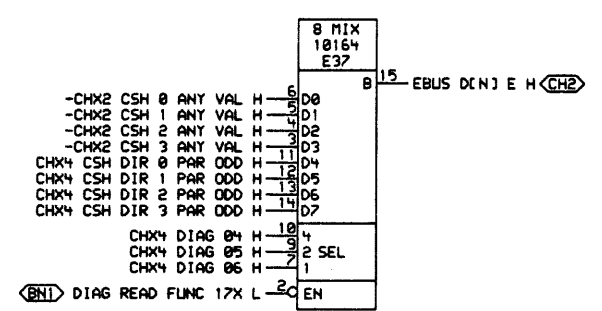 8 MIX
10164
E37
B 15 EBUS D[N] E H CH2
-CHX2 CSH 0 ANY VAL H 6 D0
-CHX2 CSH 1 ANY VAL H 5 D1
-CHX2 CSH 2 ANY VAL H 4 D2
-CHX2 CSH 3 ANY VAL H 3 D3
CHX4 CSH DIR 0 PAR ODD H 11 D4
CHX4 CSH DIR 1 PAR ODD H 12 D5
CHX4 CSH DIR 2 PAR ODD H 13 D6
CHX4 CSH DIR 3 PAR ODD H 14 D7
CHX4 DIAG 04 H 10 4
CHX4 DIAG 05 H 9 2 SEL
CHX4 DIAG 06 H 7 1
BN1 DIAG READ FUNC 17X L 2 EN